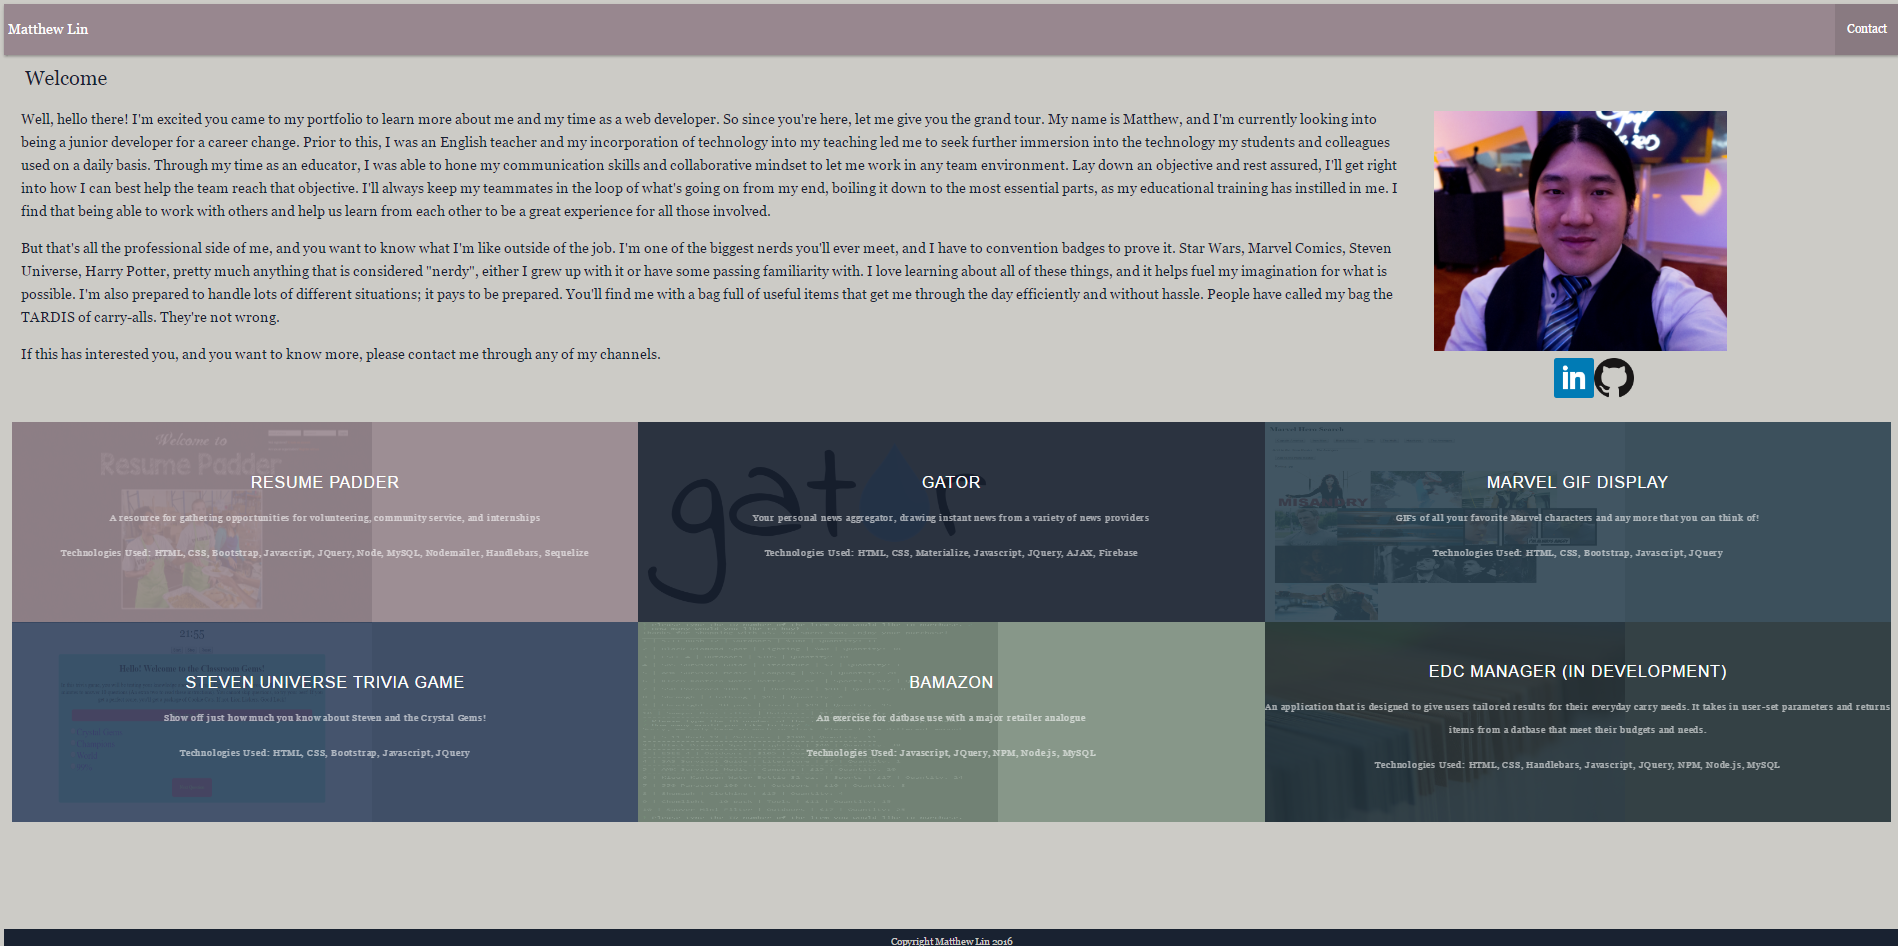 Matthew Lin
Contact
Welcome
Well, hello there! I'm excited you came to my portfolio to learn more about me and my time as a web developer. So since you're here, let me give you the grand tour. My name is Matthew, and I'm currently looking into
being a junior developer for a career change. Prior to this, I was an English teacher and my incorporation of technology into my teaching led me to seek further immersion into the technology my students and colleagues
used on a daily basis. Through my time as an educator, I was able to hone my communication skills and collaborative mindset to let me work in any team environment. Lay down an objective and rest assured, I'll get right
into how I can best help the team reach that objective. I'll always keep my teammates in the loop of what's going on from my end, boiling it down to the most essential parts, as my educational training has instilled in me. I
find that being able to work with others and help us learn from each other to be a great experience for all those involved.
But that's all the professional side of me, and you want to know what I'm like outside of the job. I'm one of the biggest nerds you'll ever meet, and I have to convention badges to prove it. Star Wars, Marvel Comics, Steven
Universe, Harry Potter, pretty much anything that is considered "nerdy", either I grew up with it or have some passing familiarity with. I love learning about all of these things, and it helps fuel my imagination for what is
possible. I'm also prepared to handle lots of different situations; it pays to be prepared. You'll find me with a bag full of useful items that get me through the day efficiently and without hassle. People have called my bag the
TARDIS of carry-alls. They're not wrong.
If this has interested you, and you want to know more, please contact me through any of my channels.
in
Welcome to
Resume Padder
RESUME PADDER
A resource for gathering opportunities for volunteering, community service, and internships
Technologies Used: HTML, CSS, Bootstrap, Javascript, JQuery, Node, MySQL, Nodemailer, Handlebars, Sequelize
gator
GATOR
Your personal news aggregator, drawing instant news from a variety of news providers
Technologies Used: HTML, CSS, Materialize, Javascript, JQuery, AJAX, Firebase
MARVEL GIF DISPLAY
GIFs of all your favorite Marvel characters and any more that you can think of!
Technologies Used: HTML, CSS, Bootstrap, Javascript, JQuery
21:55
Hello! Welcome to the Classroom Gems!
STEVEN UNIVERSE TRIVIA GAME
Show off just how much you know about Steven and the Crystal Gems!
Technologies Used: HTML, CSS, Bootstrap, Javascript, JQuery
BAMAZON
An exercise for datbase use with a major retailer analogue
Technologies Used: Javascript, JQuery, NPM, Node.js, MySQL
EDC MANAGER (IN DEVELOPMENT)
An application that is designed to give users tailored results for their everyday carry needs. It takes in user-set parameters and returns
items from a datbase that meet their budgets and needs.
Technologies Used: HTML, CSS, Handlebars, Javascript, JQuery, NPM, Node.js, MySQL
Copyright Matthew Lin 2016